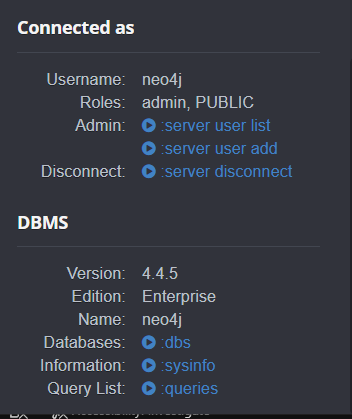 Connected as
Username: neo4j
Roles: admin, PUBLIC
Admin: :server user list
:server user add
Disconnect: :server disconnect
DBMS
Version: 4.4.5
Edition: Enterprise
Name: neo4j
Databases: :dbs
Information: :sysinfo
Query List: :queries